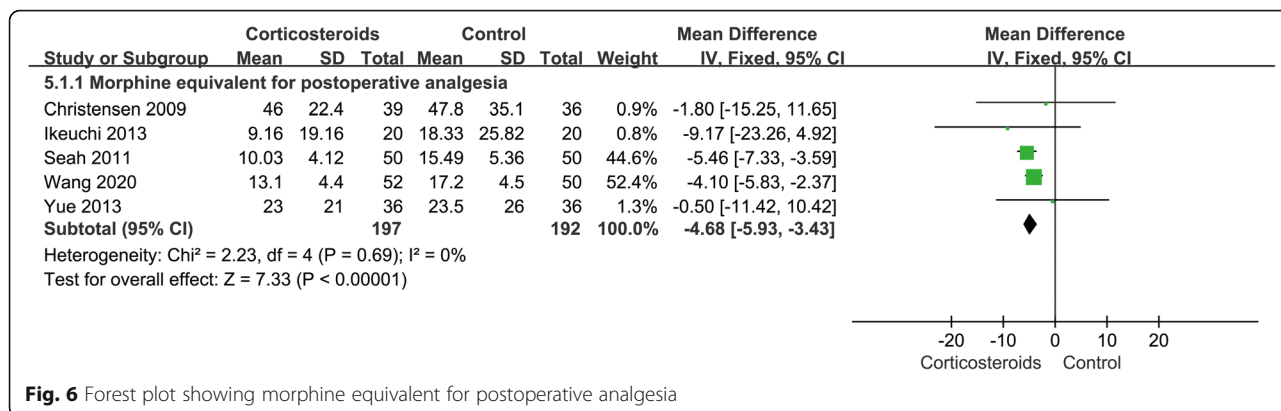 Corticosteroids Control Mean Difference Mean Difference
Study or Subgroup Mean SD Total Mean SD Total Weight IV, Fixed, 95% CI IV, Fixed, 95% CI
5.1.1 Morphine equivalent for postoperative analgesia
Christensen 2009 46 22.4 39 47.8 35.1 36 0.9% -1.80 [-15.25, 11.65]
Ikeuchi 2013 9.16 19.16 20 18.33 25.82 20 0.8% -9.17 [-23.26, 4.92]
Seah 2011 10.03 4.12 50 15.49 5.36 50 44.6% -5.46 [-7.33, -3.59]
Wang 2020 13.1 4.4 52 17.2 4.5 50 52.4% -4.10 [-5.83, -2.37]
Yue 2013 23 21 36 23.5 26 36 1.3% -0.50 [-11.42, 10.42]
Subtotal (95% CI) 197 192 100.0% -4.68 [-5.93, -3.43]
Heterogeneity: Chi² = 2.23, df = 4 (P = 0.69); I² = 0%
Test for overall effect: Z = 7.33 (P < 0.00001)
-20 -10 0 10 20
Corticosteroids Control
Fig. 6 Forest plot showing morphine equivalent for postoperative analgesia